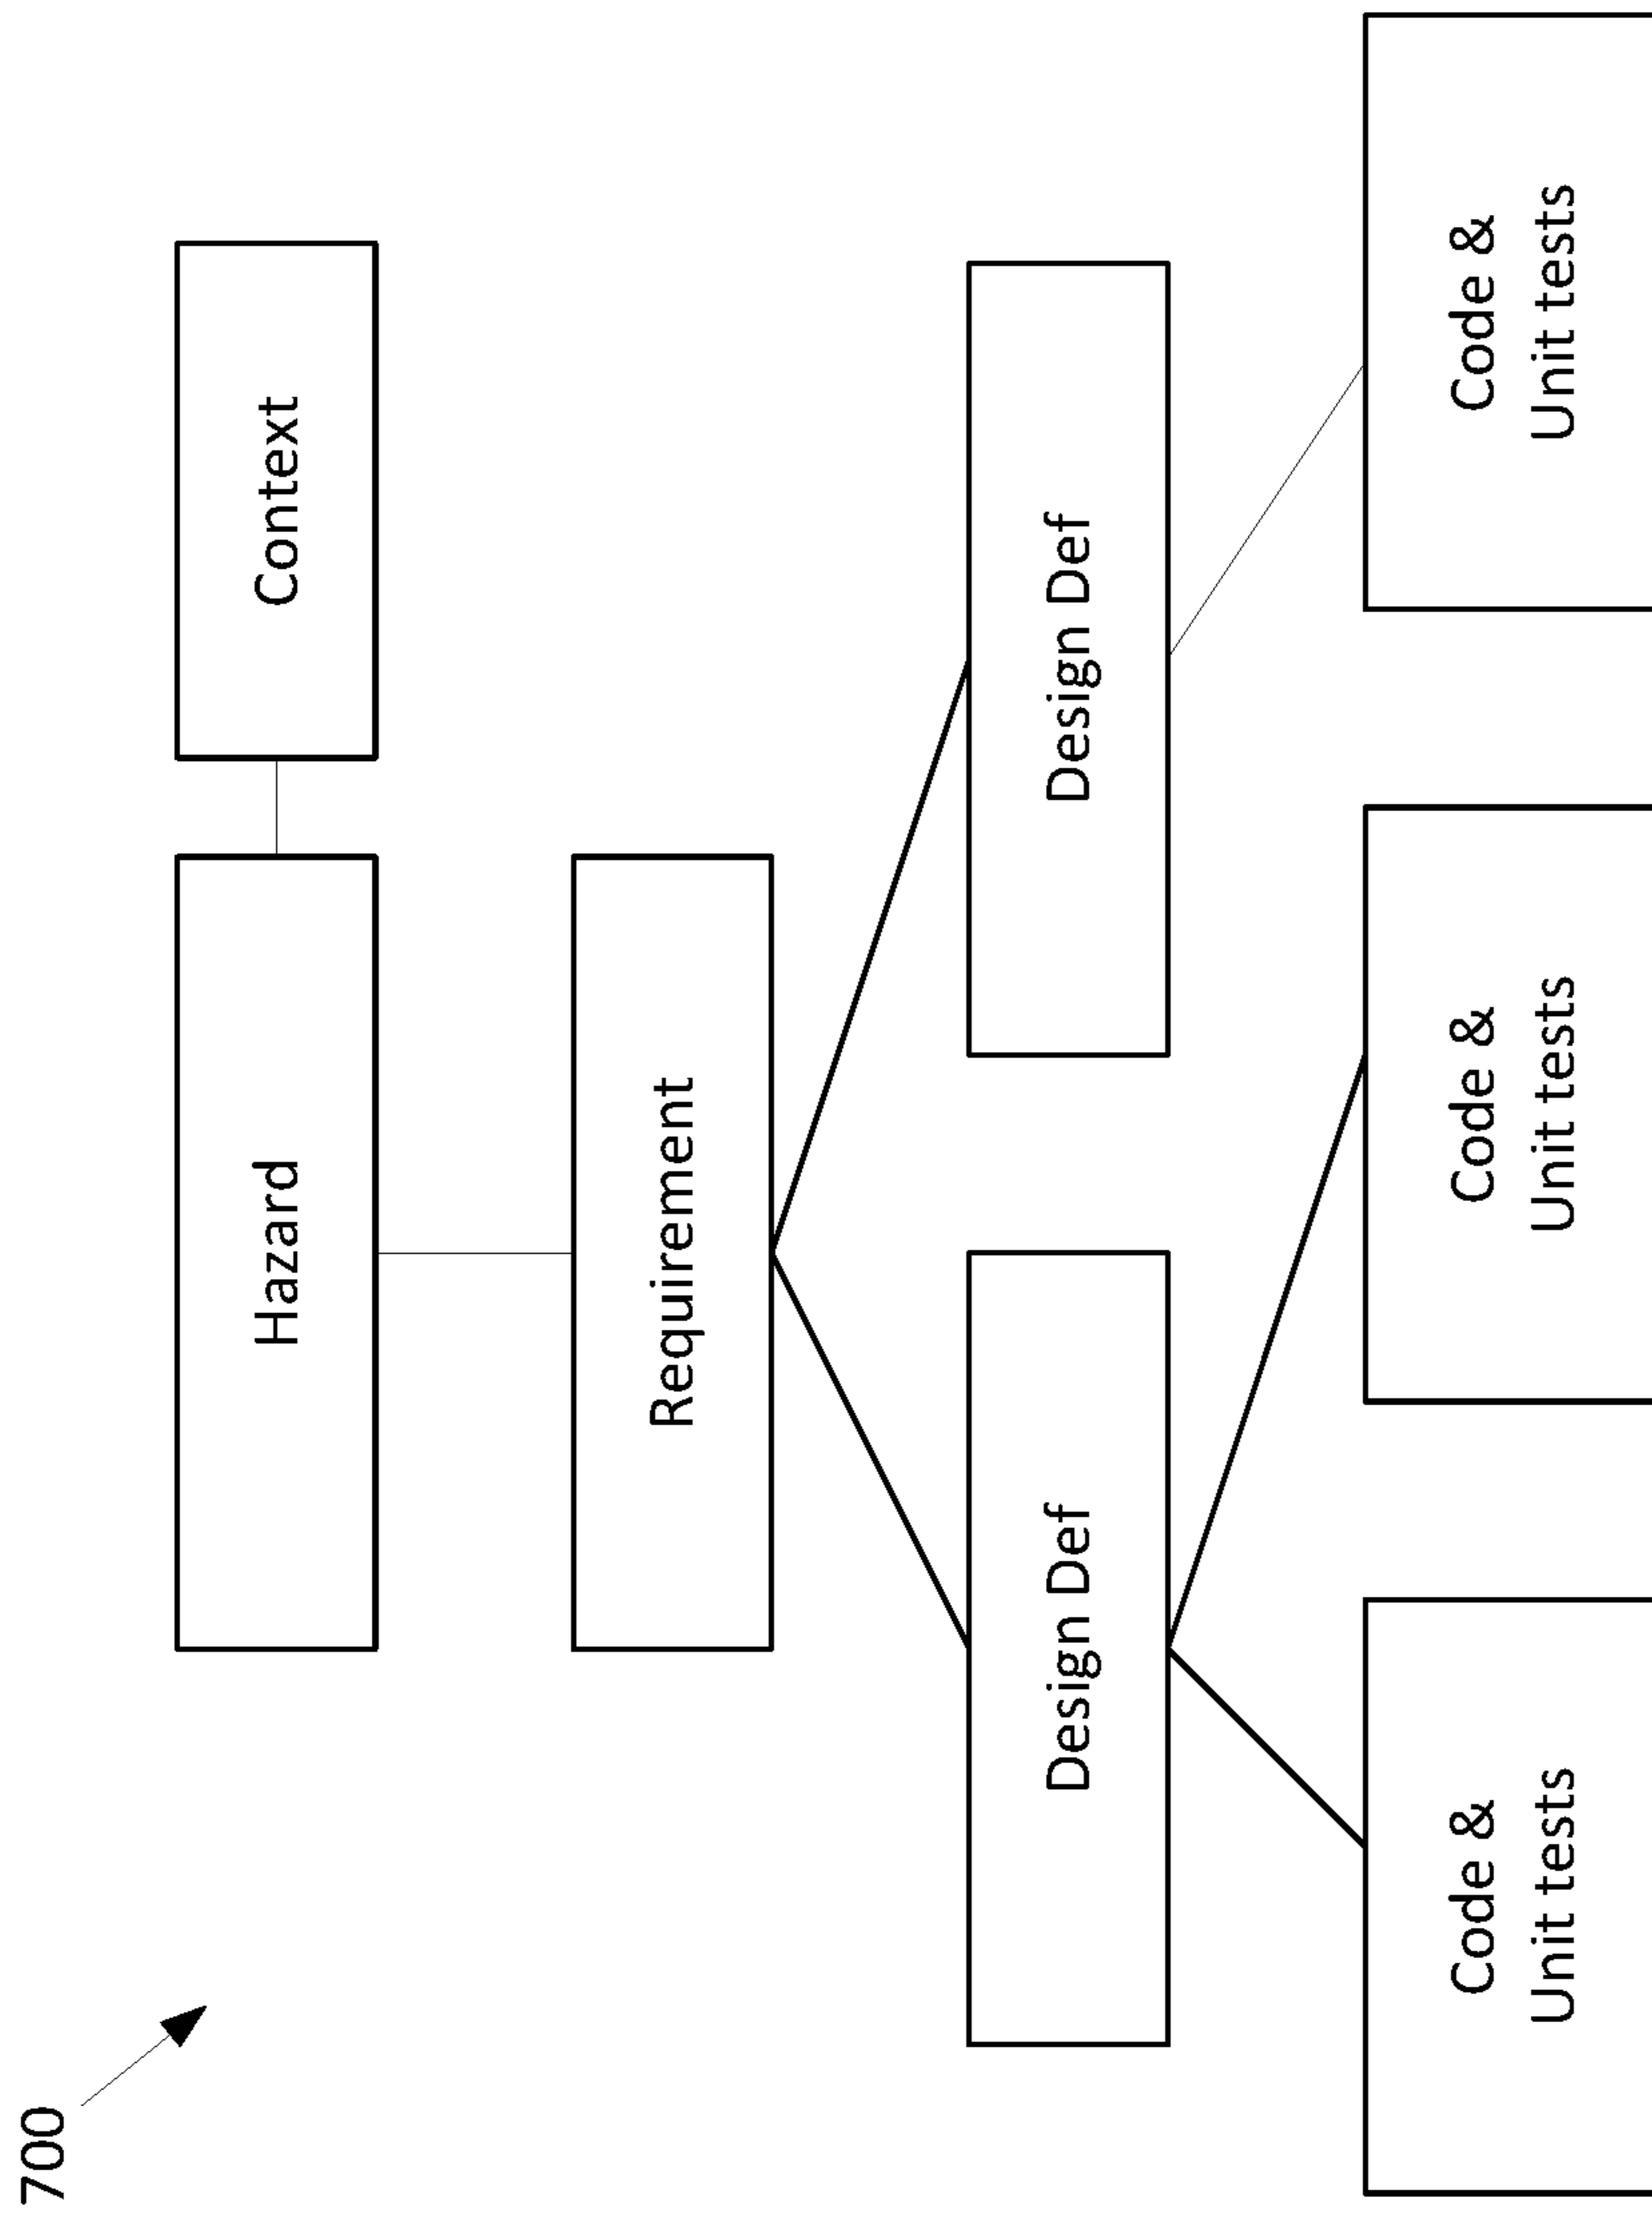 700
Hazard
Context
Requirement
Design Def
Design Def
Code &
Unit tests
Code &
Unit tests
Code &
Unit tests